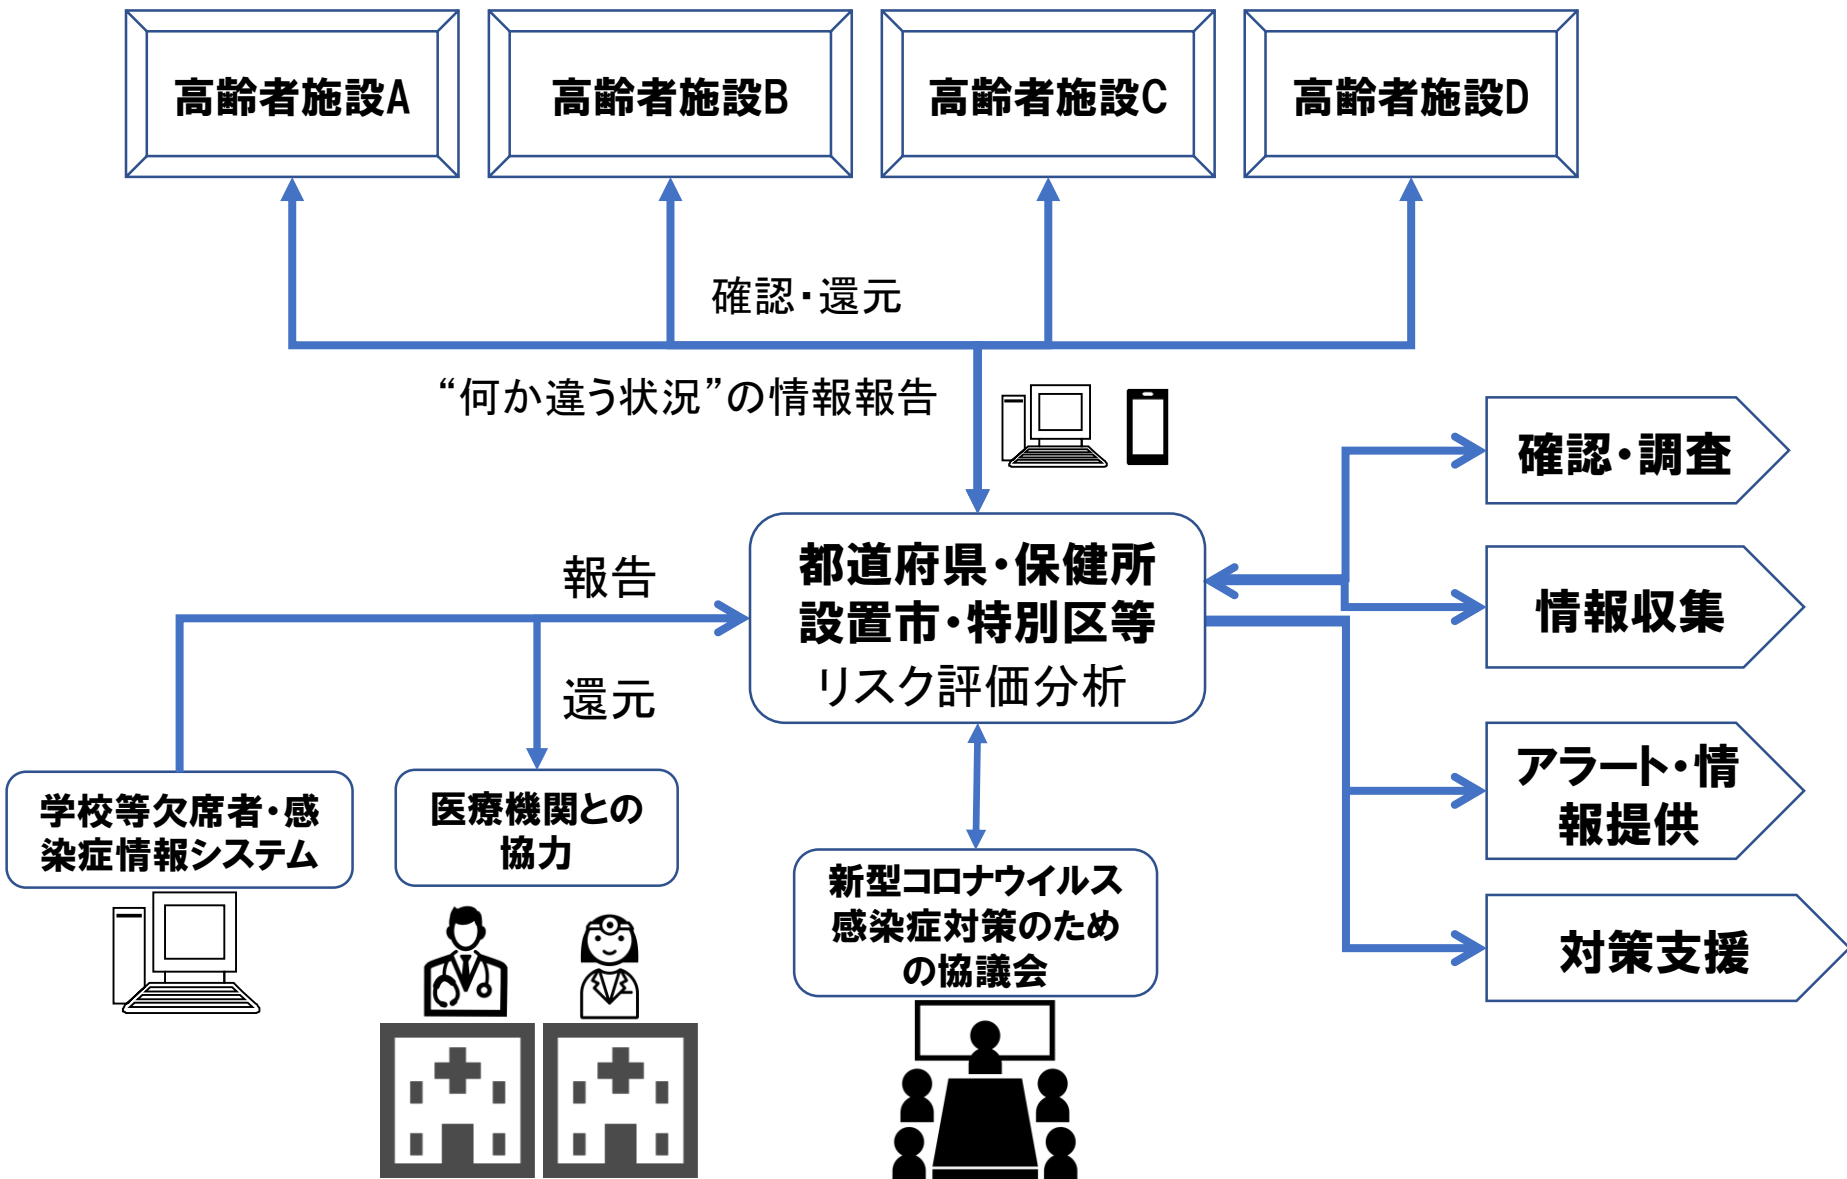 高齢者施設A
高齢者施設B
高齢者施設C
高齢者施設D
確認・還元
“何か違う状況”の情報報告
都道府県・保健所
設置市・特別区等
リスク評価分析
確認・調査
情報収集
アラート・情
報提供
対策支援
報告
還元
学校等欠席者・感
染症情報システム
医療機関との
協力
新型コロナウイルス
感染症対策のため
の協議会